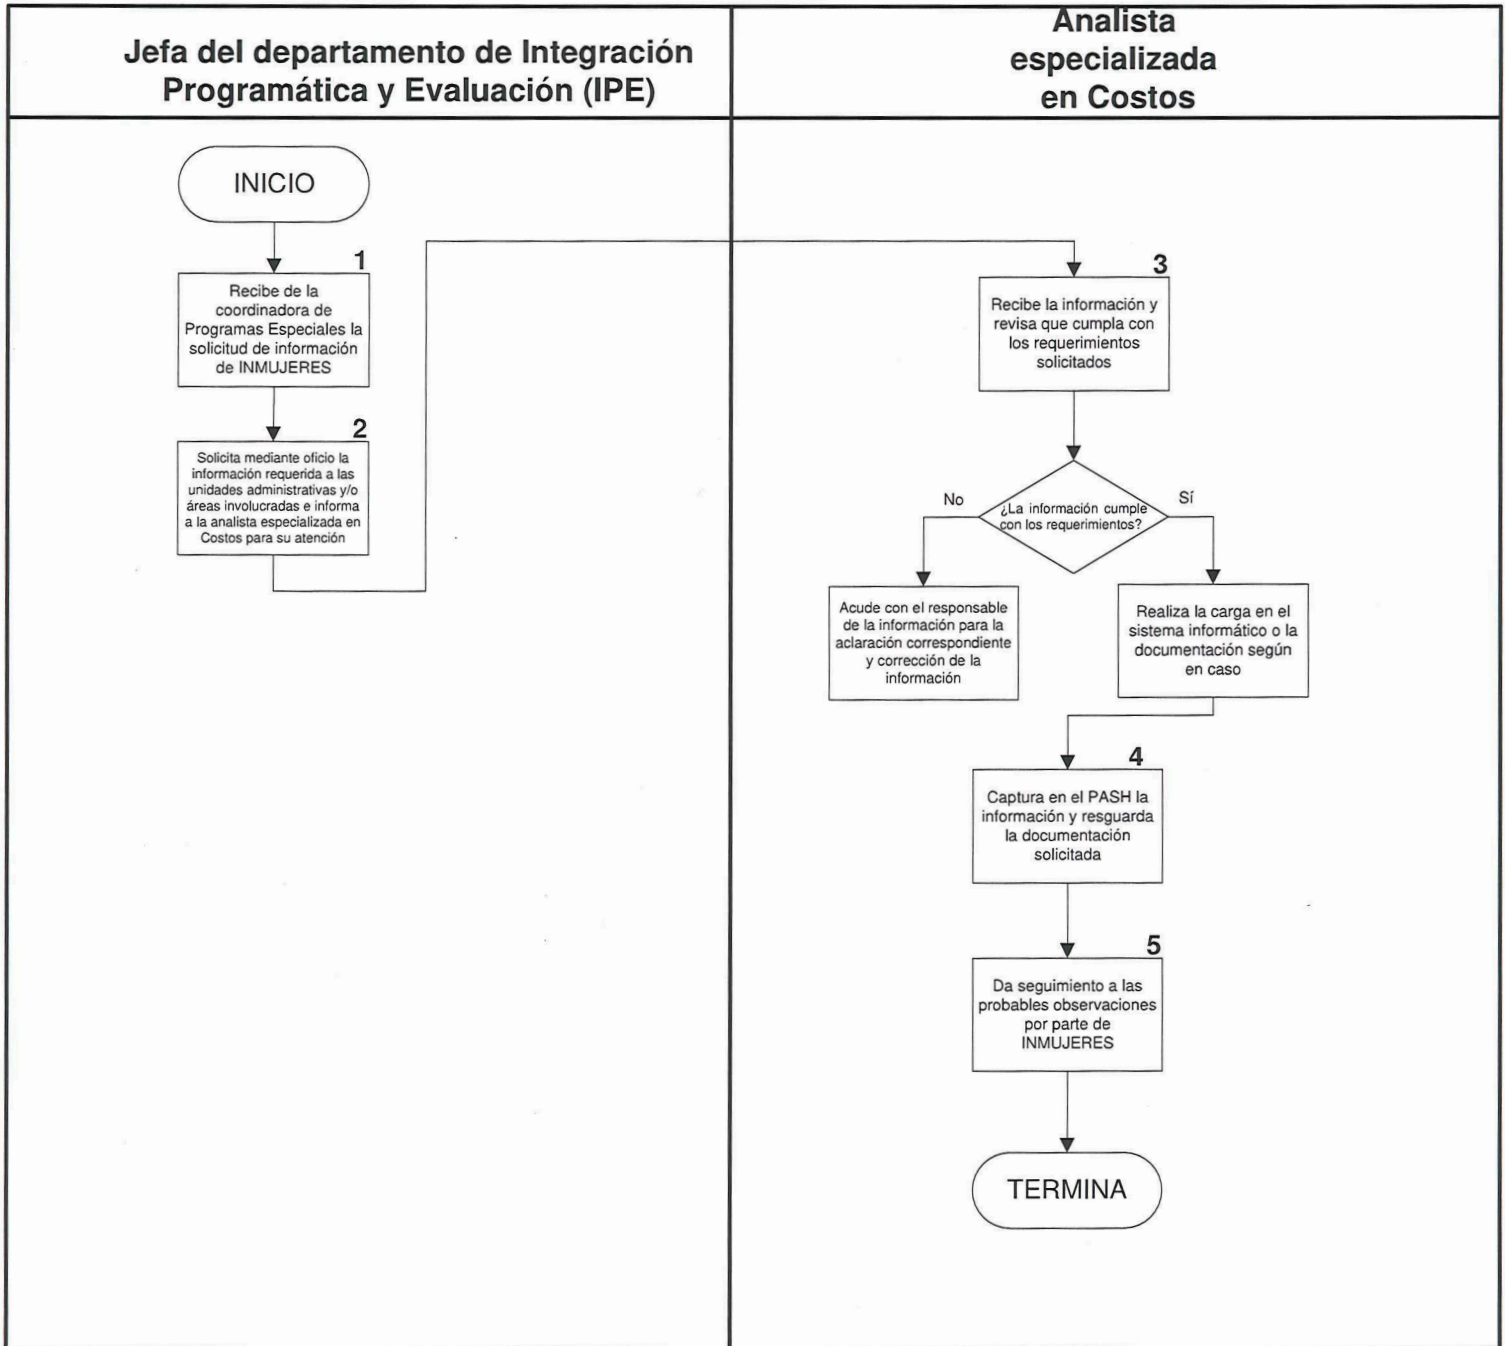 Jefa del departamento de Integración
Programática y Evaluación (IPE)
Analista
especializada
en Costos
INICIO
1
Recibe de la
coordinadora de
Programas Especiales la
solicitud de información
de INMUJERES
2
Solicita mediante oficio la
información requerida a las
unidades administrativas y/o
áreas involucradas e informa
a la analista especializada en
Costos para su atención
3
Recibe la información y
revisa que cumpla con
los requerimientos
solicitados
¿La información cumple
con los requerimientos?
No
Sí
Acude con el responsable
de la información para la
aclaración correspondiente
y corrección de la
información
Realiza la carga en el
sistema informático o la
documentación según
en caso
4
Captura en el PASH la
información y resguarda
la documentación
solicitada
5
Da seguimiento a las
probables observaciones
por parte de
INMUJERES
TERMINA